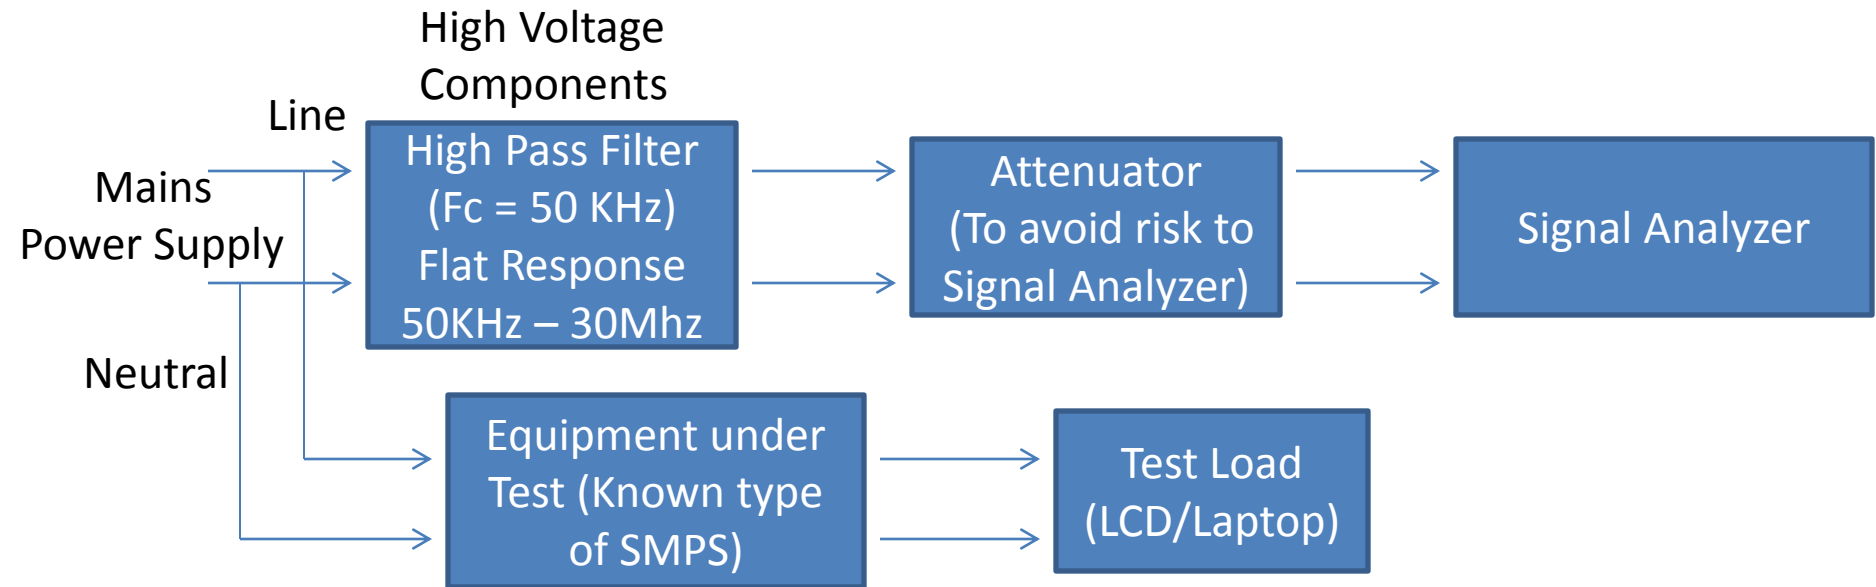 High Voltage
Components
Line
Mains
Power Supply
Neutral
High Pass Filter
(Fc = 50 KHz)
Flat Response
50KHz – 30Mhz
Attenuator
(To avoid risk to
Signal Analyzer)
Signal Analyzer
Equipment under
Test (Known type
of SMPS)
Test Load
(LCD/Laptop)